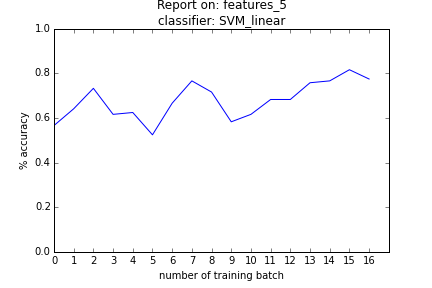 Report on: features_5
classifier: SVM_linear
1.0
0.8
0.6
0.4
0.2
0.0
% accuracy
0 1 2 3 4 5 6 7 8 9 10 11 12 13 14 15 16
number of training batch